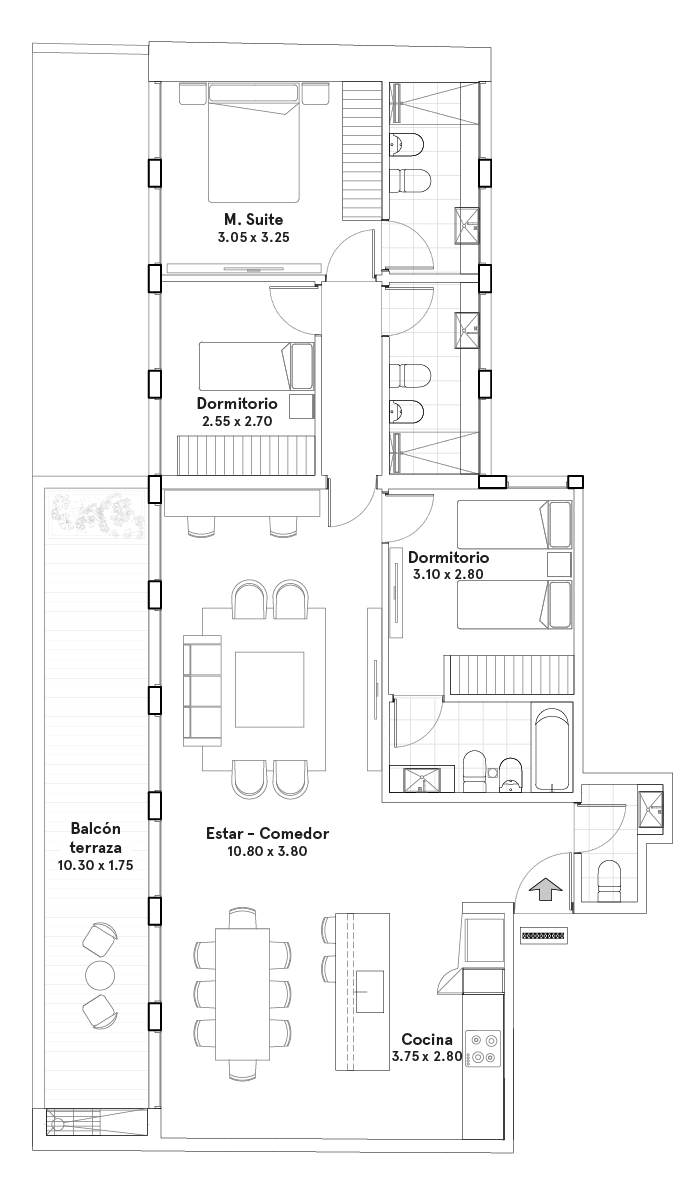 M. Suite
3.05 x 3.25
Dormitorio
2.55 x 2.70
Dormitorio
3.10 x 2.80
Balcón
terraza
10.30 x 1.75
Estar – Comedor
10.80 x 3.80
Cocina
3.75 x 2.80